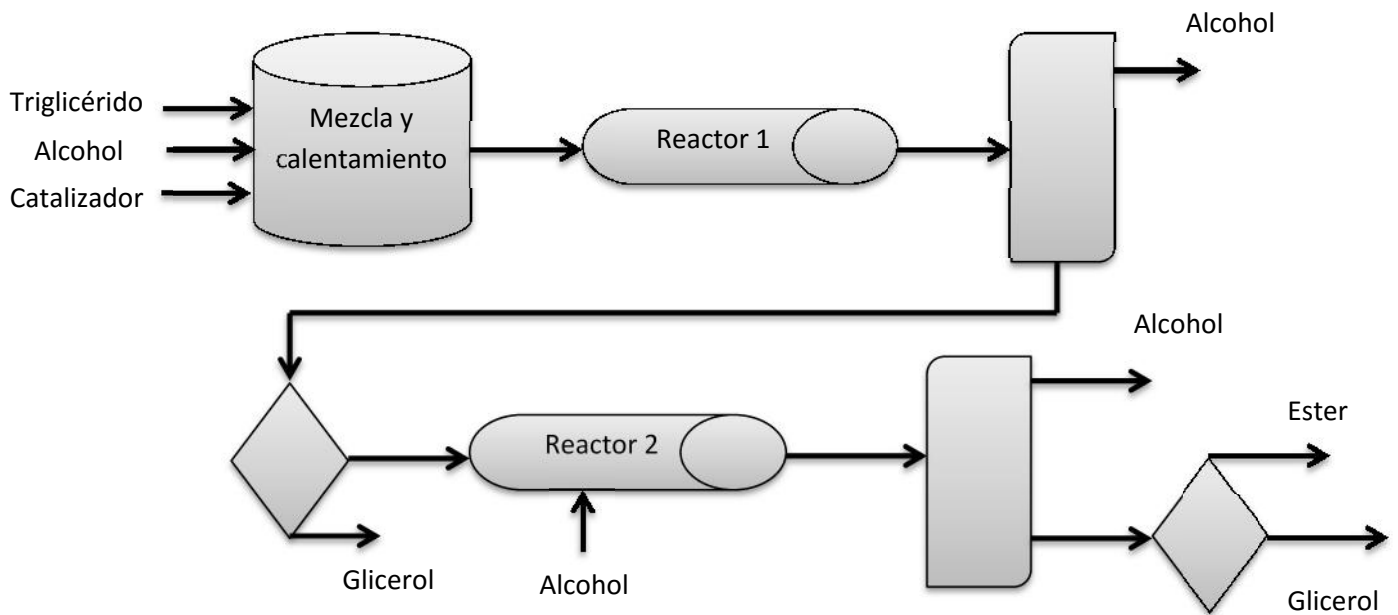 Alcohol
Triglicérido
Alcohol
Catalizador
Mezcla y
calentamiento
Reactor 1
Alcohol
Reactor 2
Ester
Glicerol
Alcohol
Glicerol